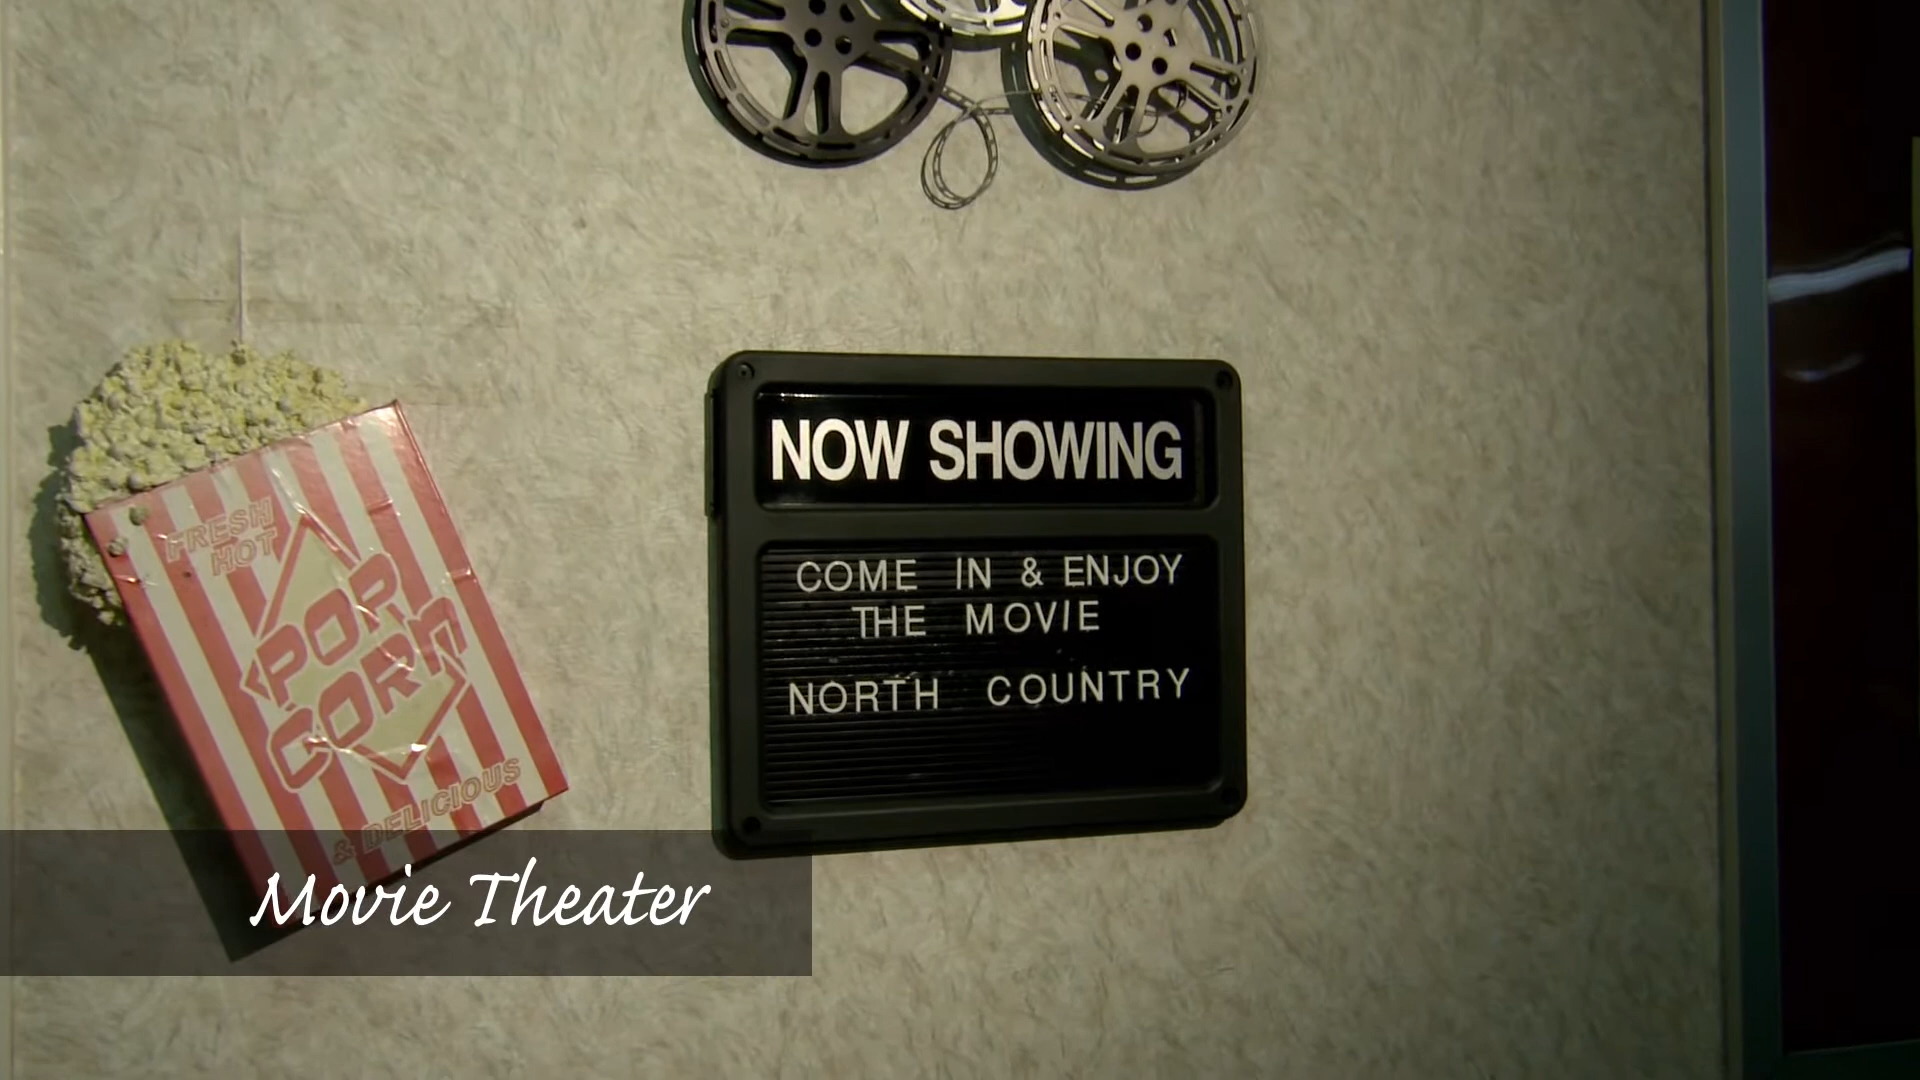 NOW SHOWING
COME IN & ENJOY
THE MOVIE
NORTH COUNTRY
FRESH
HOT
POP
CORN
& DELICIOUS
Movie Theater